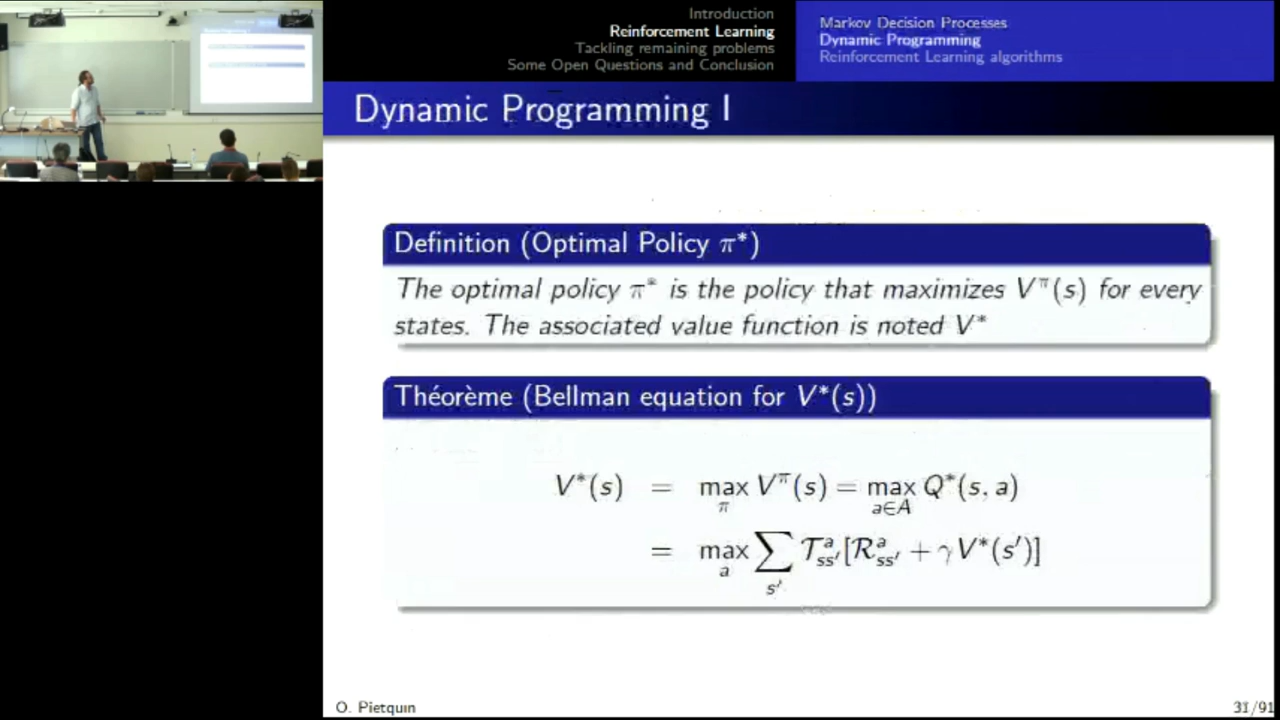 Introduction
Reinforcement Learning
Tackling remaining problems
Some Open Questions and Conclusion
Markov Decision Processes
Dynamic Programming
Reinforcement Learning algorithms
Dynamic Programming I
Definition (Optimal Policy π*)
The optimal policy π* is the policy that maximizes V^π(s) for every
states. The associated value function is noted V*
Théorème (Bellman equation for V*(s))
V*(s) = max_π V^π(s) = max_{a∈A} Q*(s, a)
= max_a ∑_{s'} 𝒯^a_{ss'}[ℛ^a_{ss'} + γV*(s')]
O. Pietquin
31/91